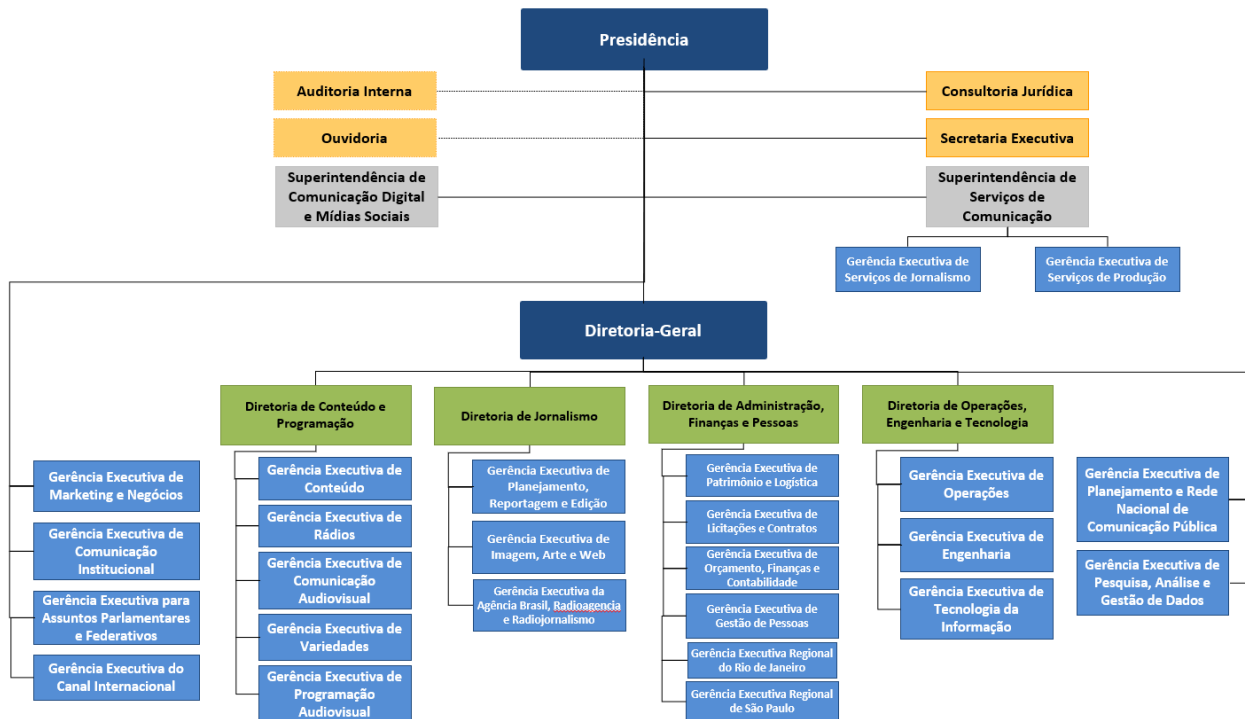 Presidência
Auditoria Interna
Consultoria Jurídica
Ouvidoria
Secretaria Executiva
Superintendência de
Comunicação Digital
e Mídias Sociais
Superintendência de
Serviços de
Comunicação
Gerência Executiva de
Serviços de Jornalismo
Gerência Executiva de
Serviços de Produção
Diretoria-Geral
Diretoria de Conteúdo e
Programação
Diretoria de Jornalismo
Diretoria de Administração,
Finanças e Pessoas
Diretoria de Operações,
Engenharia e Tecnologia
Gerência Executiva de
Marketing e Negócios
Gerência Executiva de
Comunicação
Institucional
Gerência Executiva para
Assuntos Parlamentares
e Federativos
Gerência Executiva do
Canal Internacional
Gerência Executiva de
Conteúdo
Gerência Executiva de
Rádios
Gerência Executiva de
Comunicação
Audiovisual
Gerência Executiva de
Variedades
Gerência Executiva de
Programação
Audiovisual
Gerência Executiva de
Planejamento,
Reportagem e Edição
Gerência Executiva de
Imagem, Arte e Web
Gerência Executiva da
Agência Brasil, Radioagencia
e Radiojornalismo
Gerência Executiva de
Patrimônio e Logística
Gerência Executiva de
Licitações e Contratos
Gerência Executiva de
Orçamento, Finanças e
Contabilidade
Gerência Executiva de
Gestão de Pessoas
Gerência Executiva Regional
do Rio de Janeiro
Gerência Executiva Regional
de São Paulo
Gerência Executiva de
Operações
Gerência Executiva de
Engenharia
Gerência Executiva de
Tecnologia da
Informação
Gerência Executiva de
Planejamento e Rede
Nacional de
Comunicação Pública
Gerência Executiva de
Pesquisa, Análise e
Gestão de Dados